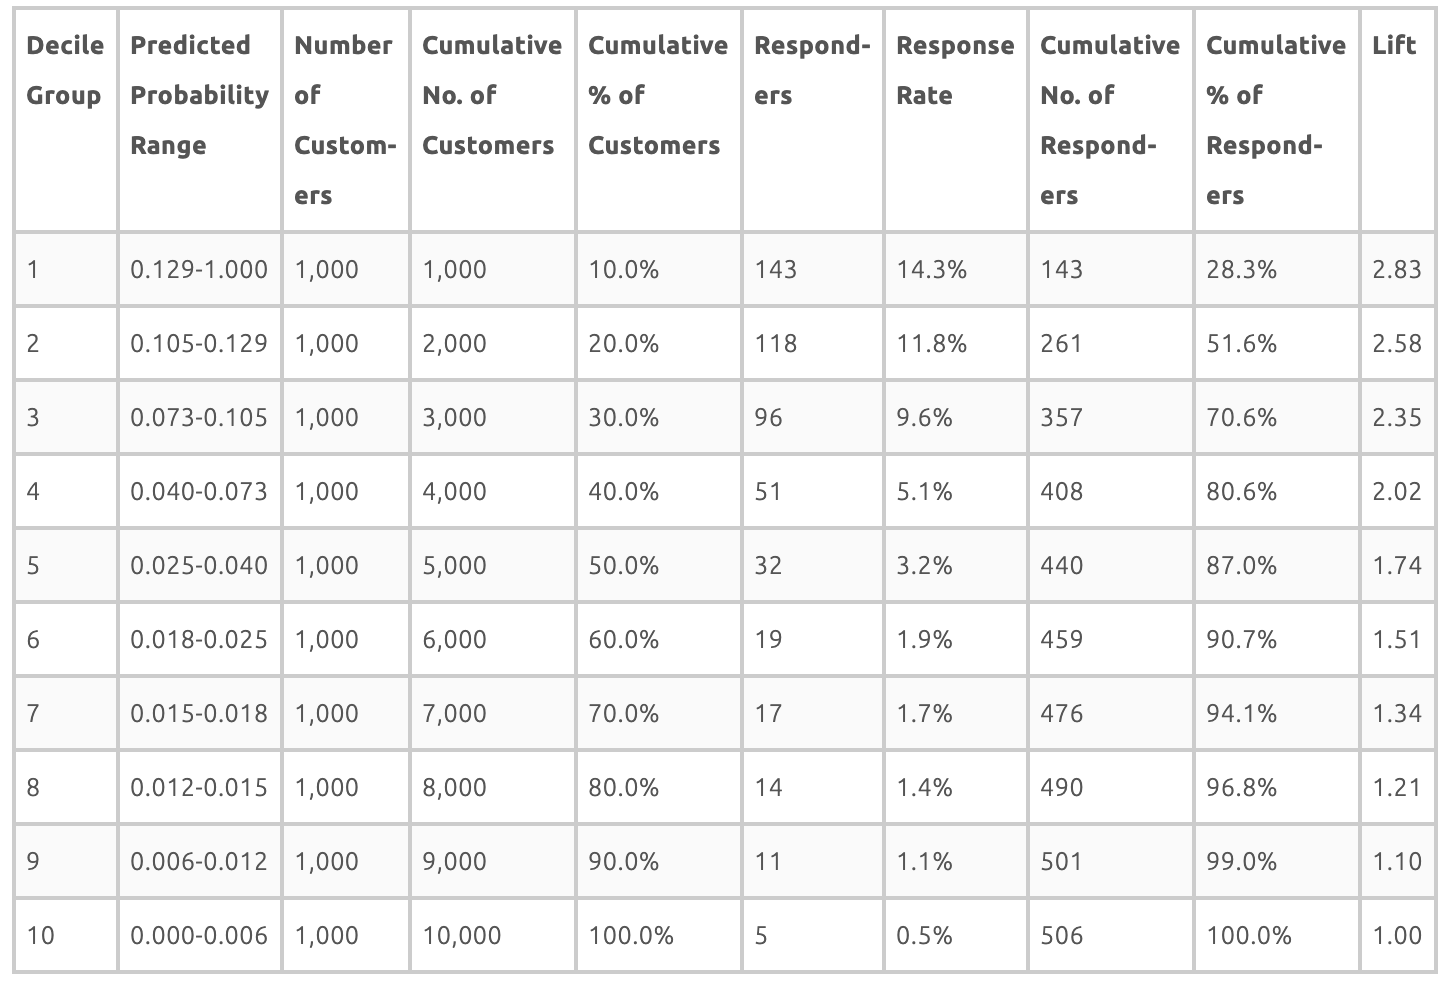 Decile Predicted Number Cumulative Cumulative Respond- Response Cumulative Cumulative Lift
Group Probability of No. of % of ers Rate No. of % of
Range Custom- Customers Customers Respond- Respond-
ers ers ers
1 0.129-1.000 1,000 1,000 10.0% 143 14.3% 143 28.3% 2.83
2 0.105-0.129 1,000 2,000 20.0% 118 11.8% 261 51.6% 2.58
3 0.073-0.105 1,000 3,000 30.0% 96 9.6% 357 70.6% 2.35
4 0.040-0.073 1,000 4,000 40.0% 51 5.1% 408 80.6% 2.02
5 0.025-0.040 1,000 5,000 50.0% 32 3.2% 440 87.0% 1.74
6 0.018-0.025 1,000 6,000 60.0% 19 1.9% 459 90.7% 1.51
7 0.015-0.018 1,000 7,000 70.0% 17 1.7% 476 94.1% 1.34
8 0.012-0.015 1,000 8,000 80.0% 14 1.4% 490 96.8% 1.21
9 0.006-0.012 1,000 9,000 90.0% 11 1.1% 501 99.0% 1.10
10 0.000-0.006 1,000 10,000 100.0% 5 0.5% 506 100.0% 1.00